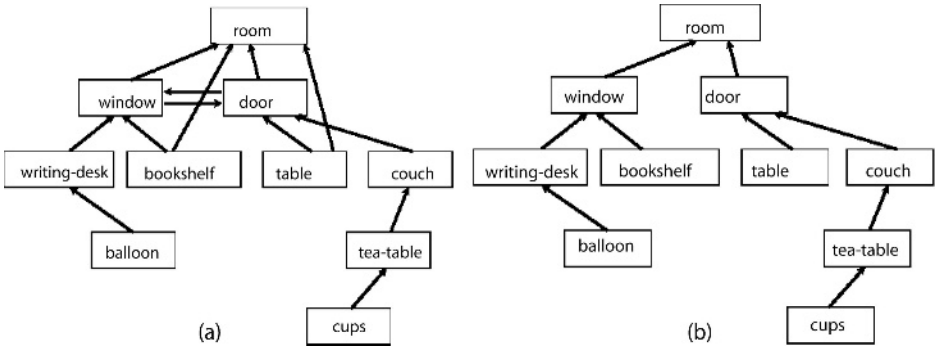 room
window
door
writing-desk
bookshelf
table
couch
balloon
tea-table
cups
(a)
room
window
door
writing-desk
bookshelf
table
couch
balloon
tea-table
cups
(b)